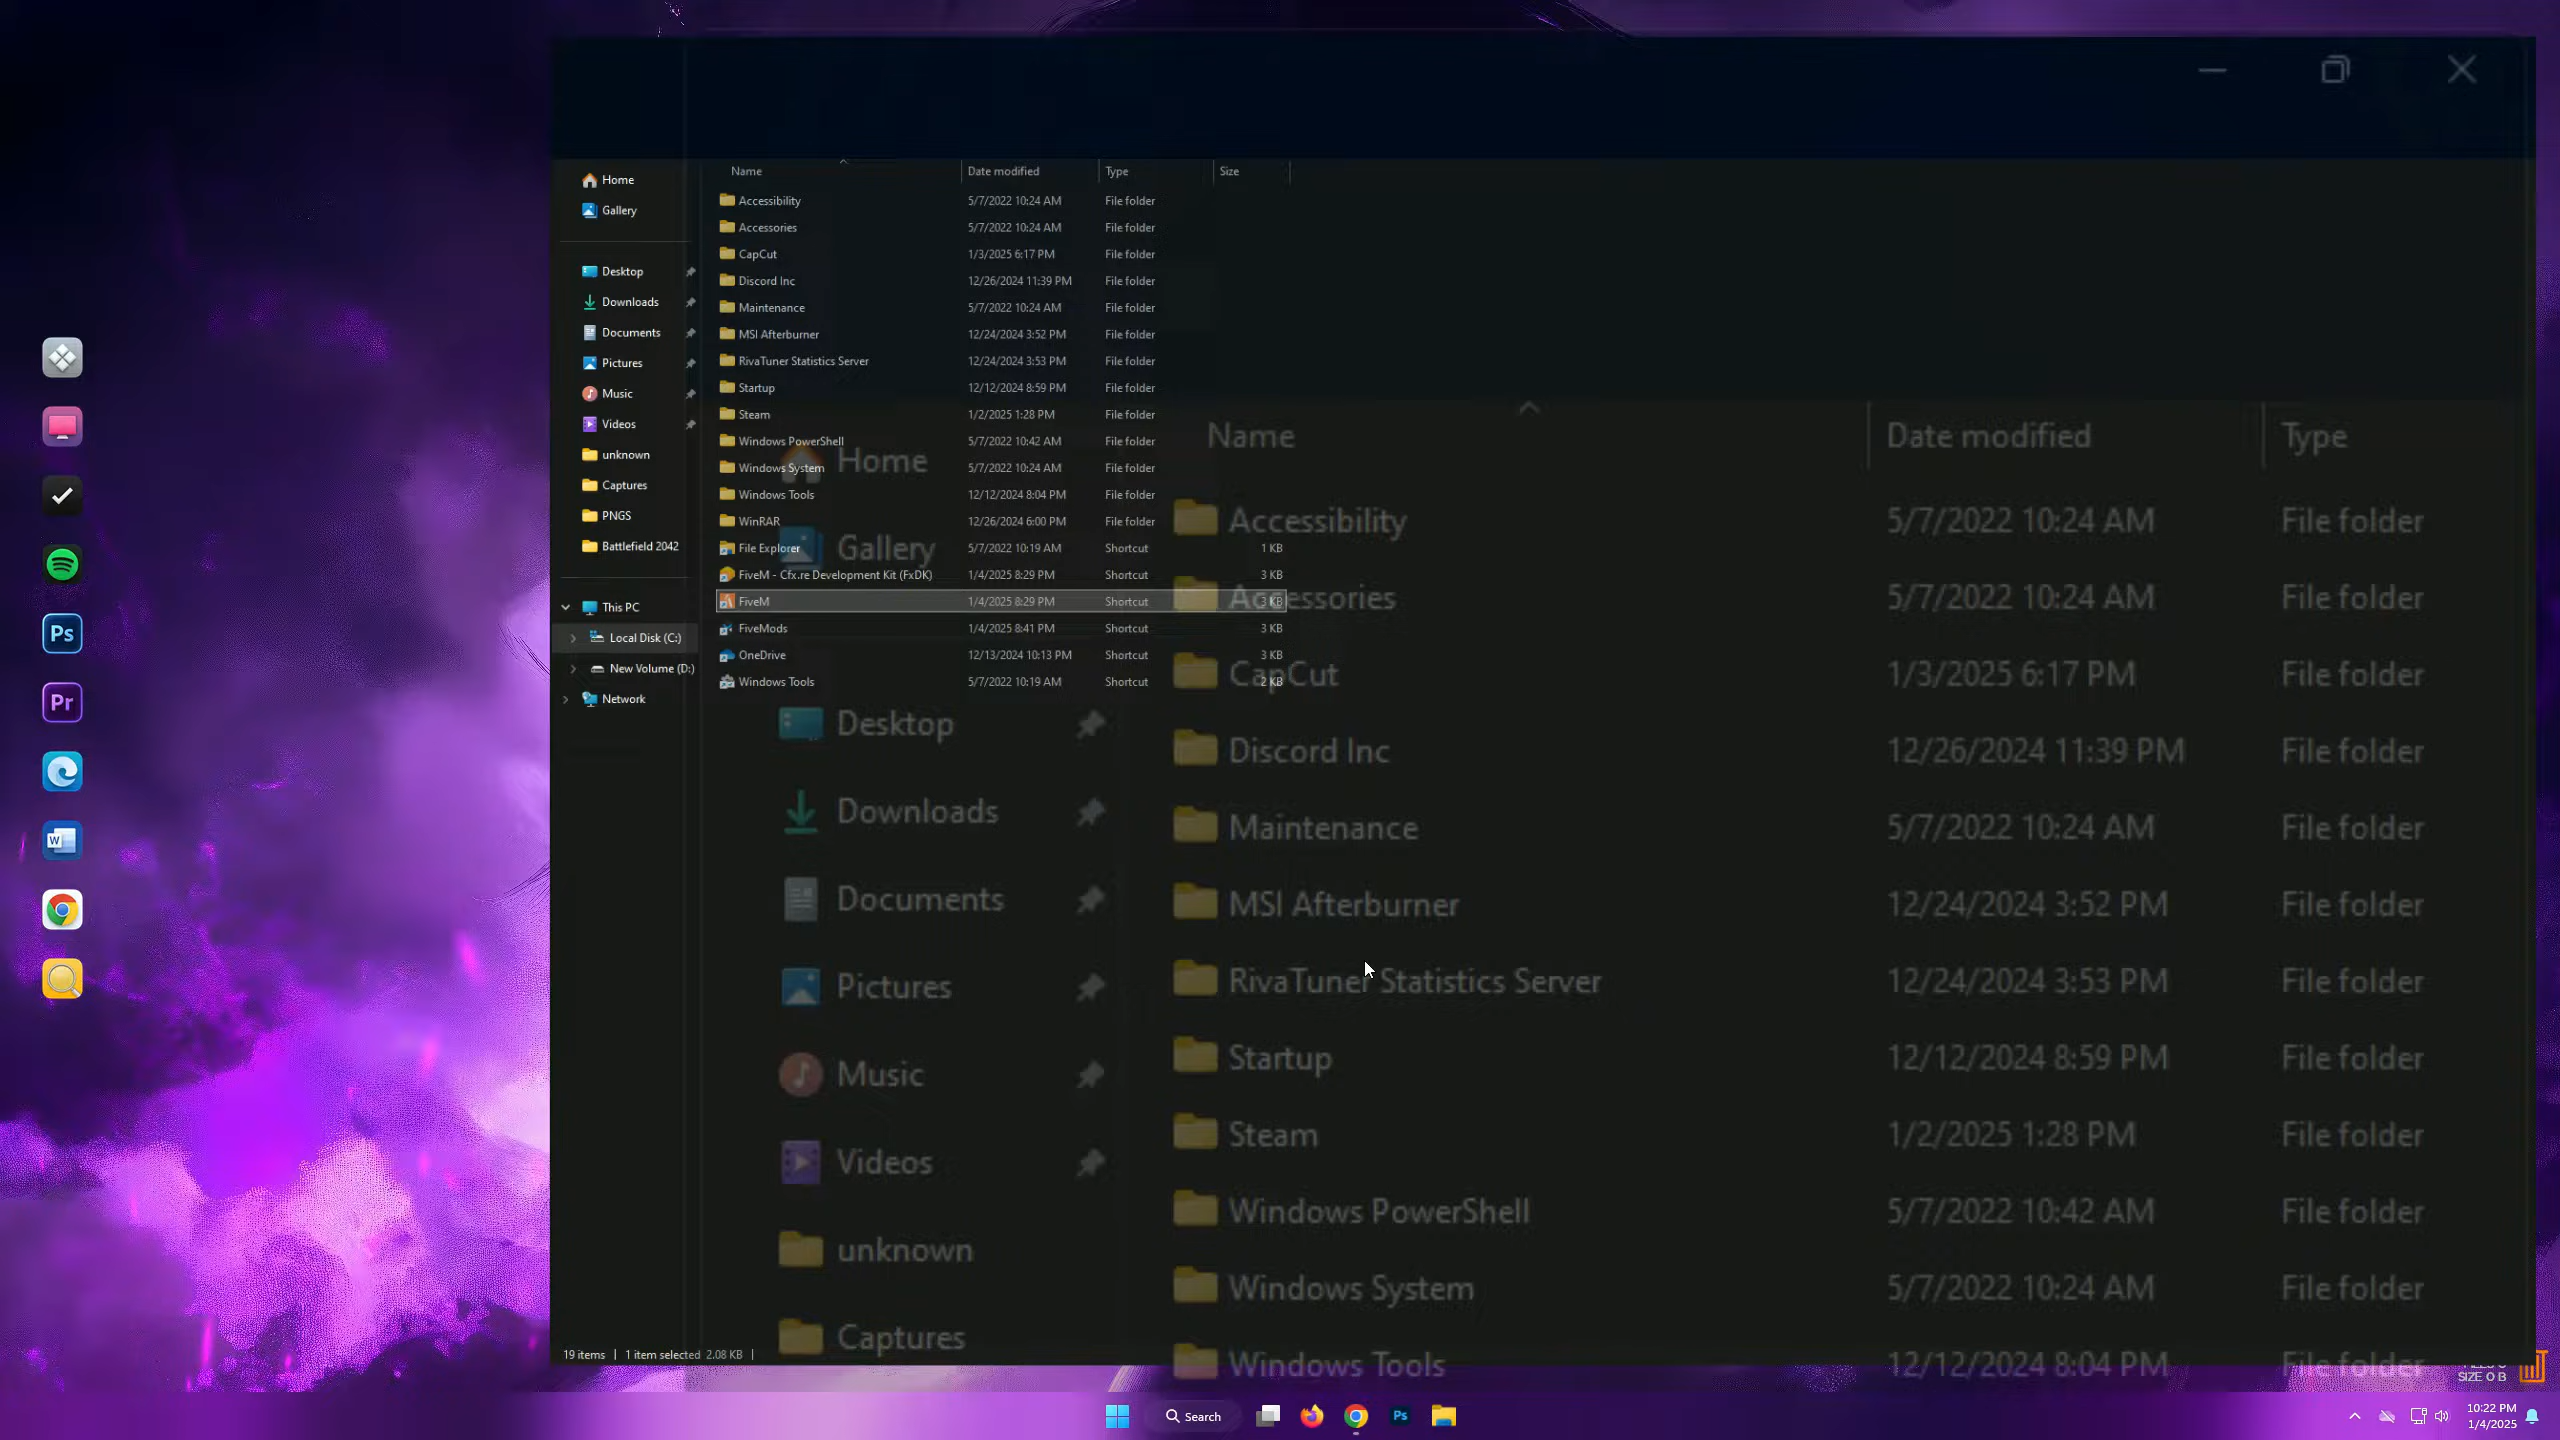 Home
Gallery
Desktop
Downloads
Documents
Pictures
Music
Videos
unknown
Captures
PNGS
Battlefield 2042
This PC
Local Disk (C:)
New Volume (D:)
Network
Name Date modified Type Size
Accessibility 5/7/2022 10:24 AM File folder
Accessories 5/7/2022 10:24 AM File folder
CapCut 1/3/2025 6:17 PM File folder
Discord Inc 12/26/2024 11:39 PM File folder
Maintenance 5/7/2022 10:24 AM File folder
MSI Afterburner 12/24/2024 3:52 PM File folder
RivaTuner Statistics Server 12/24/2024 3:53 PM File folder
Startup 12/12/2024 8:59 PM File folder
Steam 1/2/2025 1:28 PM File folder
Windows PowerShell 5/7/2022 10:42 AM File folder
Windows System 5/7/2022 10:24 AM File folder
Windows Tools 12/12/2024 8:04 PM File folder
WinRAR 12/26/2024 6:00 PM File folder
File Explorer 5/7/2022 10:19 AM Shortcut 1 KB
FiveM - Cfx.re Development Kit (FxDK) 1/4/2025 8:29 PM Shortcut 3 KB
FiveM 1/4/2025 8:29 PM Shortcut 3 KB
FiveMods 1/4/2025 8:41 PM Shortcut 3 KB
OneDrive 12/13/2024 10:13 PM Shortcut 3 KB
Windows Tools 5/7/2022 10:19 AM Shortcut 2 KB
Home
Gallery
Desktop
Downloads
Documents
Pictures
Music
Videos
unknown
Captures
Name Date modified Type
Accessibility 5/7/2022 10:24 AM File folder
Accessories 5/7/2022 10:24 AM File folder
CapCut 1/3/2025 6:17 PM File folder
Discord Inc 12/26/2024 11:39 PM File folder
Maintenance 5/7/2022 10:24 AM File folder
MSI Afterburner 12/24/2024 3:52 PM File folder
RivaTuner Statistics Server 12/24/2024 3:53 PM File folder
Startup 12/12/2024 8:59 PM File folder
Steam 1/2/2025 1:28 PM File folder
Windows PowerShell 5/7/2022 10:42 AM File folder
Windows System 5/7/2022 10:24 AM File folder
Windows Tools 12/12/2024 8:04 PM File folder
19 items | 1 item selected 2.08 KB |
Ps
Pr
W
SIZE 0 B
Search
Ps
10:22 PM
1/4/2025